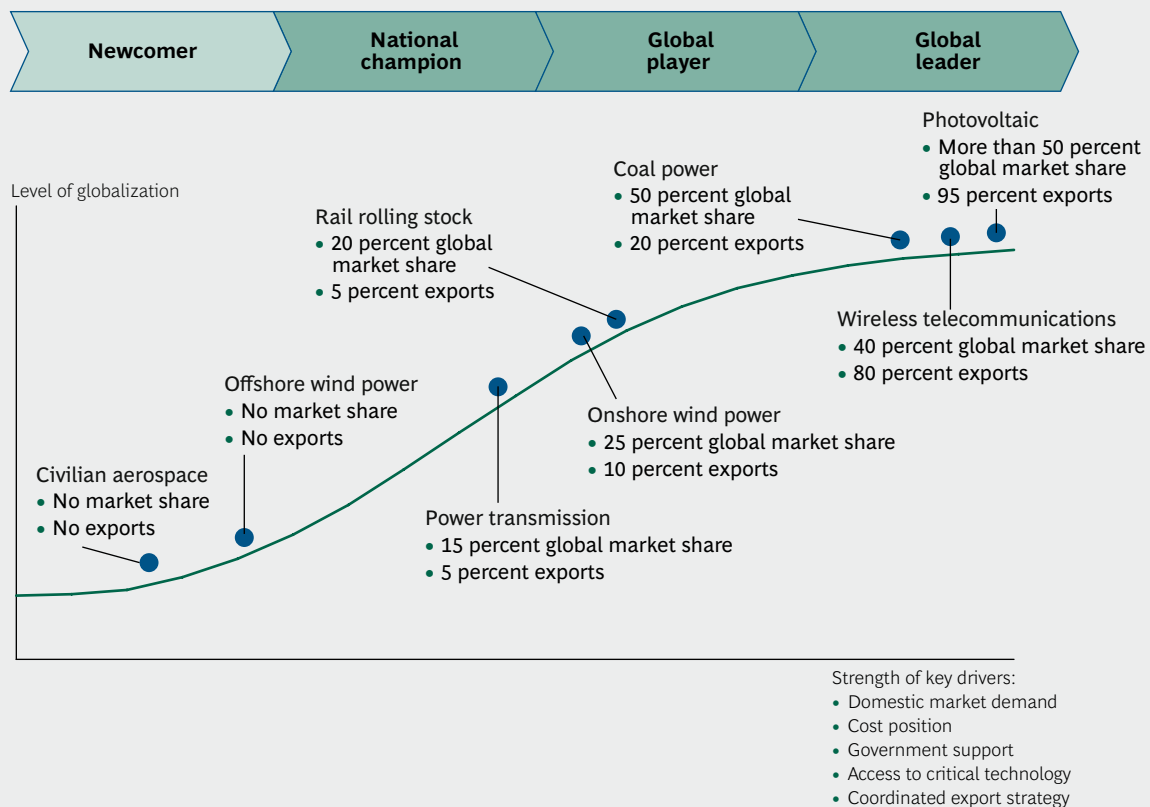 Newcomer
National
champion
Global
player
Global
leader
Level of globalization
Civilian aerospace
• No market share
• No exports
Offshore wind power
• No market share
• No exports
Rail rolling stock
• 20 percent global
market share
• 5 percent exports
Power transmission
• 15 percent global market share
• 5 percent exports
Onshore wind power
• 25 percent global market share
• 10 percent exports
Coal power
• 50 percent global
market share
• 20 percent exports
Photovoltaic
• More than 50 percent
global market share
• 95 percent exports
Wireless telecommunications
• 40 percent global market share
• 80 percent exports
Strength of key drivers:
• Domestic market demand
• Cost position
• Government support
• Access to critical technology
• Coordinated export strategy